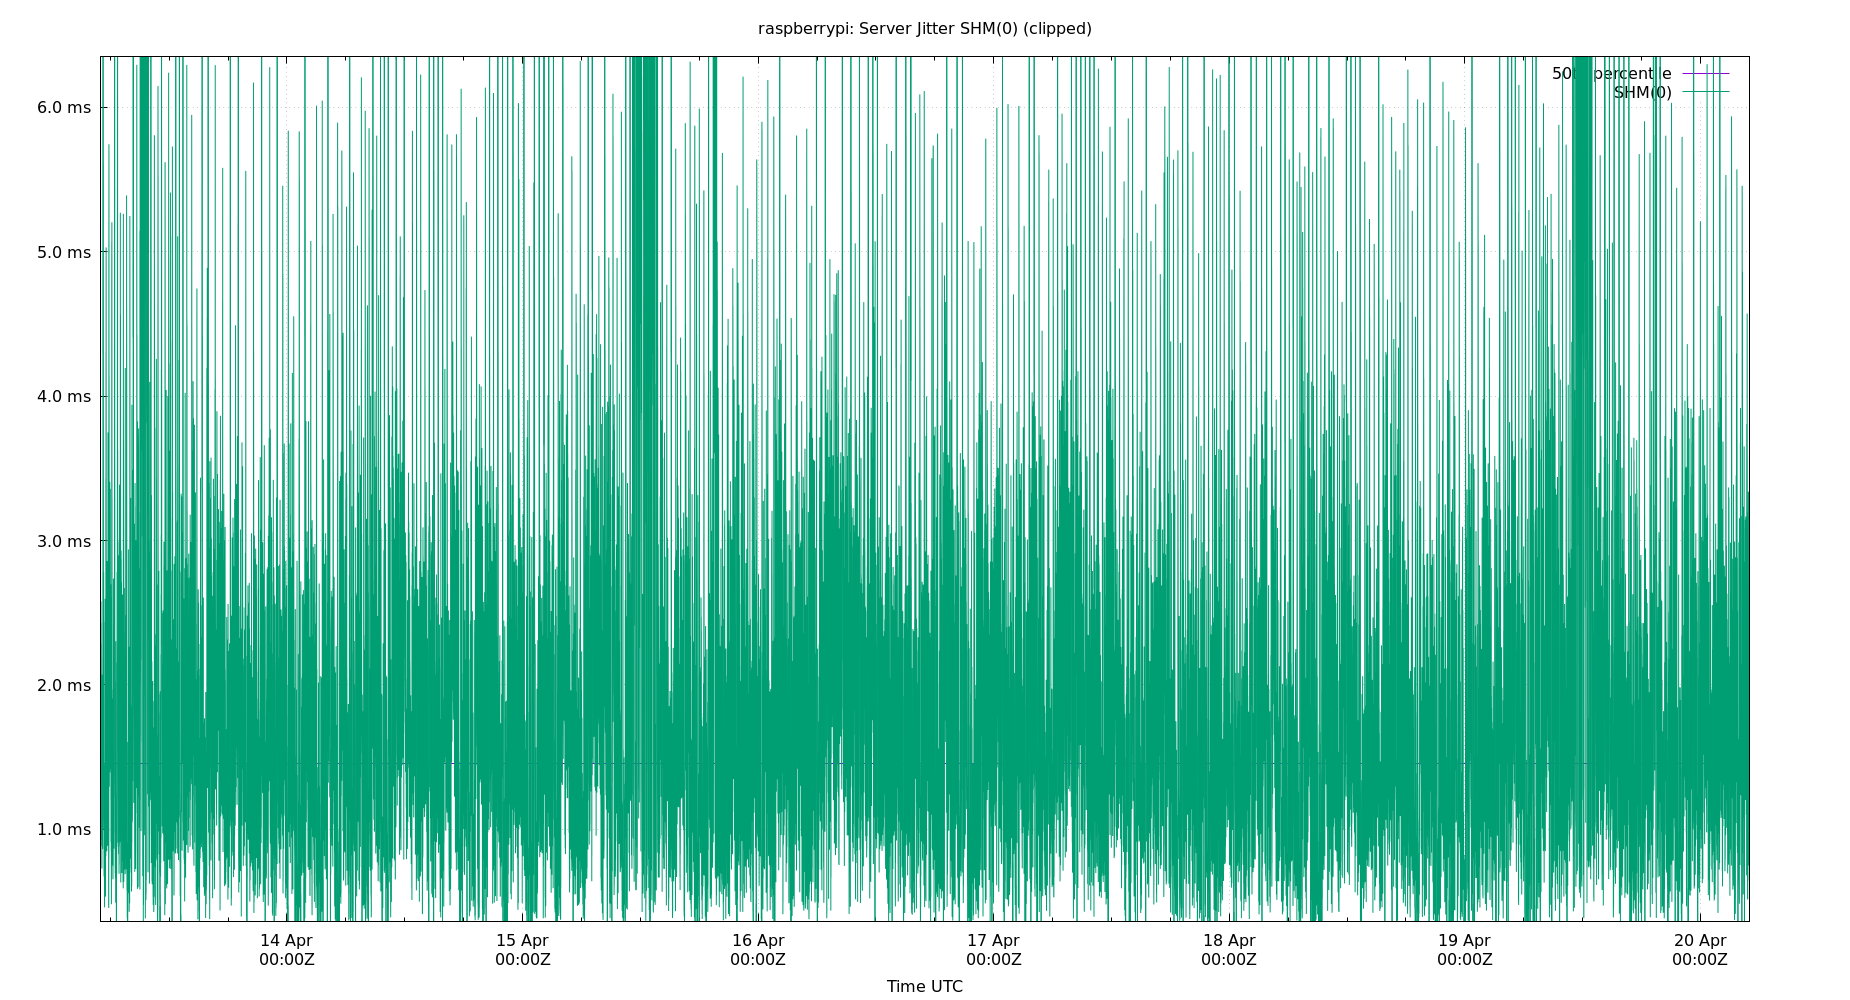 raspberrypi: Server Jitter SHM(0) (clipped)
50th percentile
SHM(0)
6.0 ms
5.0 ms
4.0 ms
3.0 ms
2.0 ms
1.0 ms
14 Apr 15 Apr 16 Apr 17 Apr 18 Apr 19 Apr 20 Apr
00:00Z 00:00Z 00:00Z 00:00Z 00:00Z 00:00Z 00:00Z
Time UTC